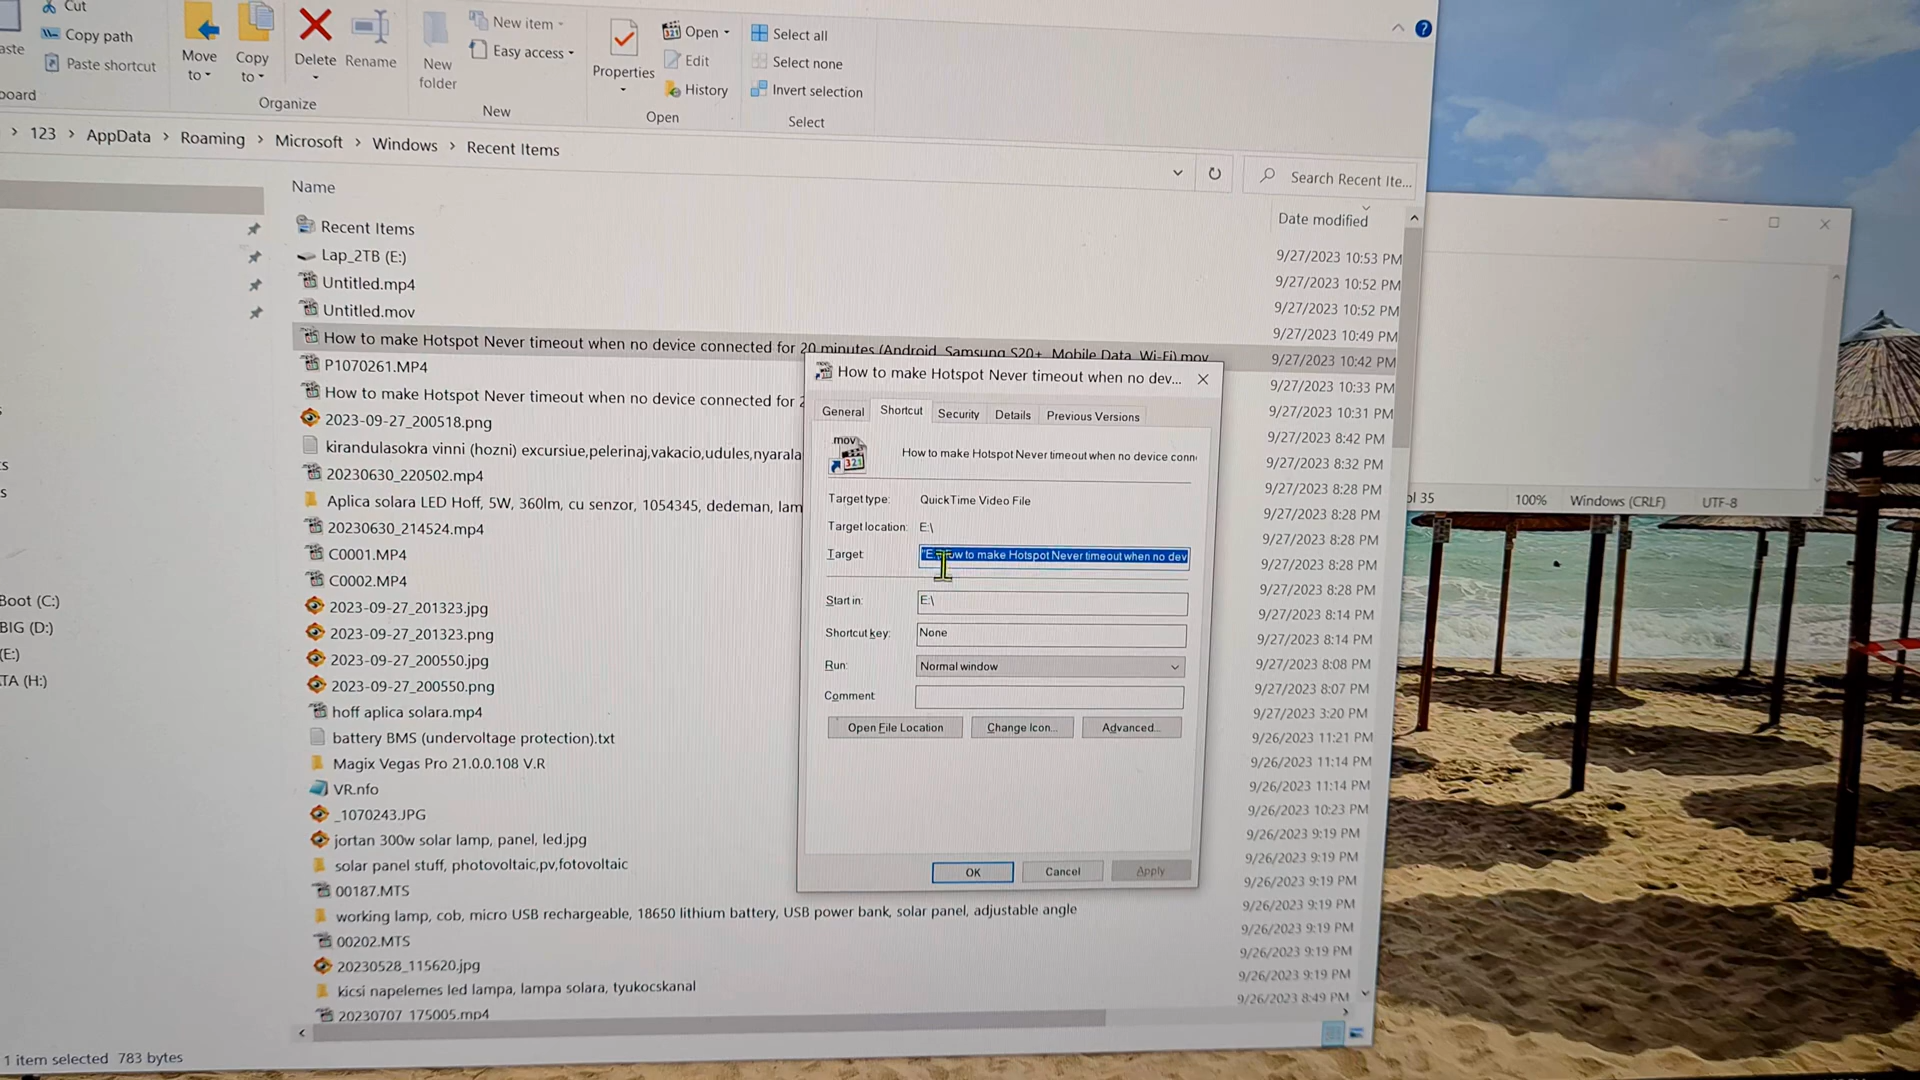 Cut
Copy path
Paste shortcut
Move to
Copy to
Delete
Rename
Organize
New folder
New item
Easy access
New
Properties
Open
Edit
History
Open
Select all
Select none
Invert selection
Select
123 > AppData > Roaming > Microsoft > Windows > Recent Items
Search Recent Ite...
Name
Date modified
Recent Items
Lap_2TB (E:)
9/27/2023 10:53 PM
Untitled.mp4
9/27/2023 10:52 PM
Untitled.mov
9/27/2023 10:52 PM
How to make Hotspot Never timeout when no device connected for 20 minutes (Android, Samsung S20+, Mobile Data, Wi-Fi).mov
9/27/2023 10:49 PM
P1070261.MP4
9/27/2023 10:42 PM
How to make Hotspot Never timeout when no device connected for 2
9/27/2023 10:33 PM
2023-09-27_200518.png
9/27/2023 10:31 PM
kirandulasokra vinni (hozni) excursiue,pelerinaj,vakacio,udules,nyarala
9/27/2023 8:42 PM
20230630_220502.mp4
9/27/2023 8:32 PM
Aplica solara LED Hoff, 5W, 360lm, cu senzor, 1054345, dedeman, lam
9/27/2023 8:28 PM
20230630_214524.mp4
9/27/2023 8:28 PM
C0001.MP4
9/27/2023 8:28 PM
C0002.MP4
9/27/2023 8:28 PM
2023-09-27_201323.jpg
9/27/2023 8:28 PM
2023-09-27_201323.png
9/27/2023 8:14 PM
2023-09-27_200550.jpg
9/27/2023 8:14 PM
2023-09-27_200550.png
9/27/2023 8:08 PM
hoff aplica solara.mp4
9/27/2023 8:07 PM
battery BMS (undervoltage protection).txt
9/27/2023 3:20 PM
Magix Vegas Pro 21.0.0.108 V.R
9/26/2023 11:21 PM
VR.nfo
9/26/2023 11:14 PM
_1070243.JPG
9/26/2023 11:14 PM
jortan 300w solar lamp, panel, led.jpg
9/26/2023 10:23 PM
solar panel stuff, photovoltaic,pv,fotovoltaic
9/26/2023 9:19 PM
00187.MTS
9/26/2023 9:19 PM
working lamp, cob, micro USB rechargeable, 18650 lithium battery, USB power bank, solar panel, adjustable angle
9/26/2023 9:19 PM
00202.MTS
9/26/2023 9:19 PM
20230528_115620.jpg
9/26/2023 9:19 PM
kicsi napelemes led lampa, lampa solara, tyukocskanal
9/26/2023 9:19 PM
20230707_175005.mp4
9/26/2023 9:19 PM
9/26/2023 8:49 PM
Boot (C:)
BIG (D:)
(E:)
TA (H:)
1 item selected 783 bytes
How to make Hotspot Never timeout when no dev...
General
Shortcut
Security
Details
Previous Versions
mov
321
How to make Hotspot Never timeout when no device conn
Target type: QuickTime Video File
Target location: E:\
Target: to make Hotspot Never timeout when no dev
Start in: E:\
Shortcut key: None
Run: Normal window
Comment:
Open File Location
Change Icon...
Advanced...
OK
Cancel
Apply
ol 35
100%
Windows (CRLF)
UTF-8